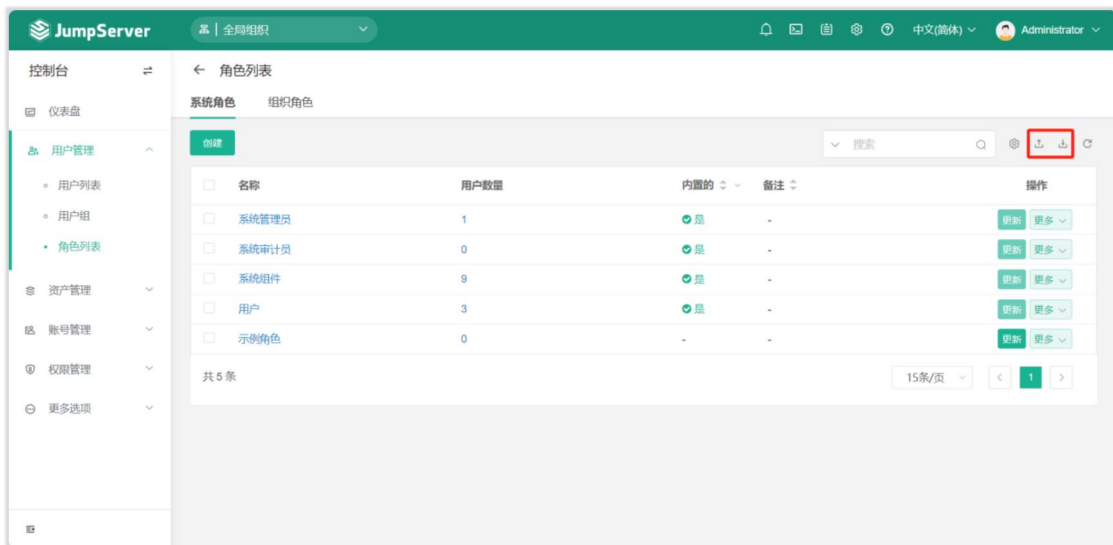 JumpServer 全局组织 中文(简体) Administrator
控制台 角色列表
仪表盘 系统角色 组织角色
用户管理 创建 搜索
用户列表 名称 用户数量 内置的 备注 操作
用户组 系统管理员 1 是 - 更新 更多
角色列表 系统审计员 0 是 - 更新 更多
资产管理 系统组件 9 是 - 更新 更多
用户 3 是 - 更新 更多
账号管理 示例角色 0 - - 更新 更多
权限管理 共 5 条 15条/页 1
更多选项